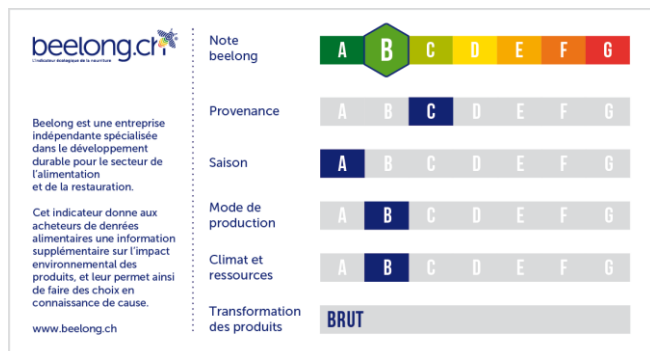 beelong.ch
L'indicateur écologique de la nourriture
Beelong est une entreprise
indépendante spécialisée
dans le développement
durable pour le secteur de
l'alimentation
et de la restauration.
Cet indicateur donne aux
acheteurs de denrées
alimentaires une information
supplémentaire sur l'impact
environnemental des
produits, et leur permet ainsi
de faire des choix en
connaissance de cause.
www.beelong.ch
Note
beelong
A B C D E F G
Provenance
A B C D E F G
Saison
A B C D E F G
Mode de
production
A B C D E F G
Climat et
ressources
A B C D E F G
Transformation
des produits
BRUT